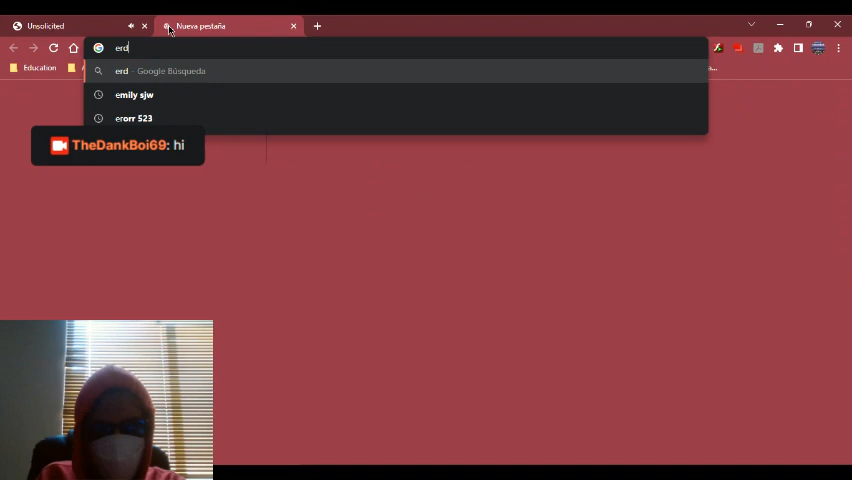 Unsolicited
Nueva pestaña
erd
erd - Google Búsqueda
Education
emily sjw
erorr 523
TheDankBoi69: hi